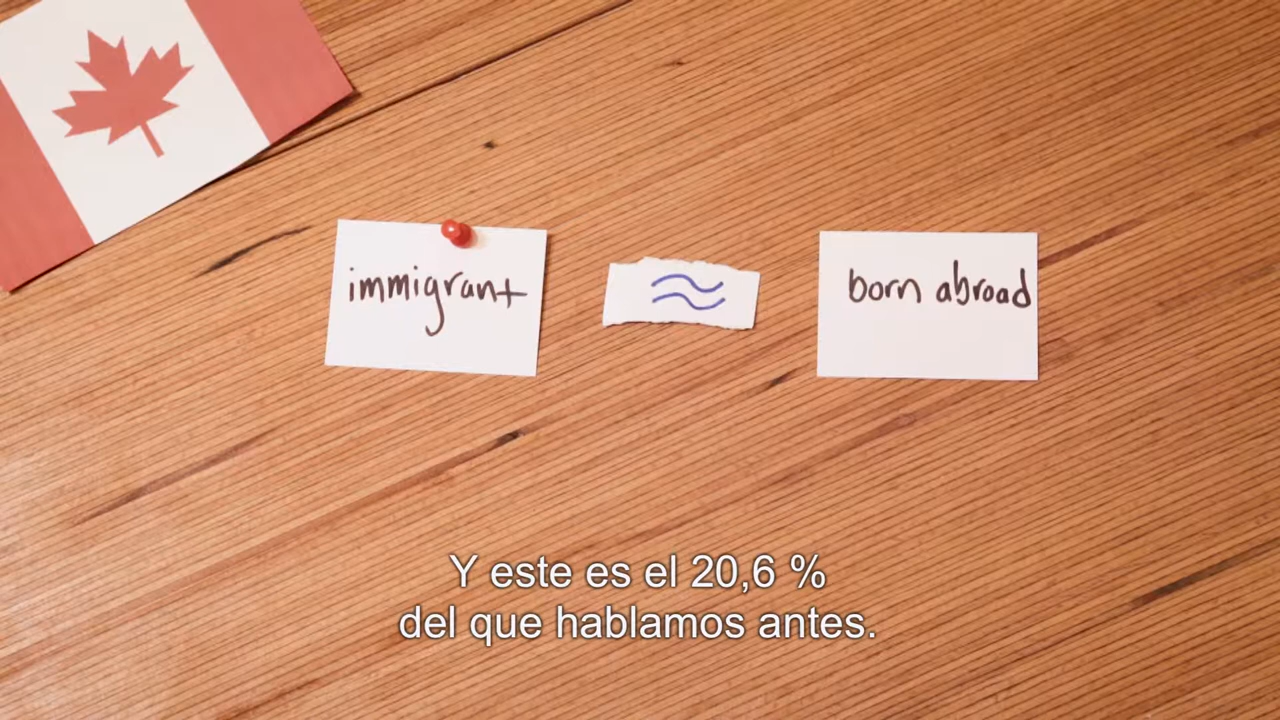 immigrant
≈
born abroad
Y este es el 20,6 %
del que hablamos antes.